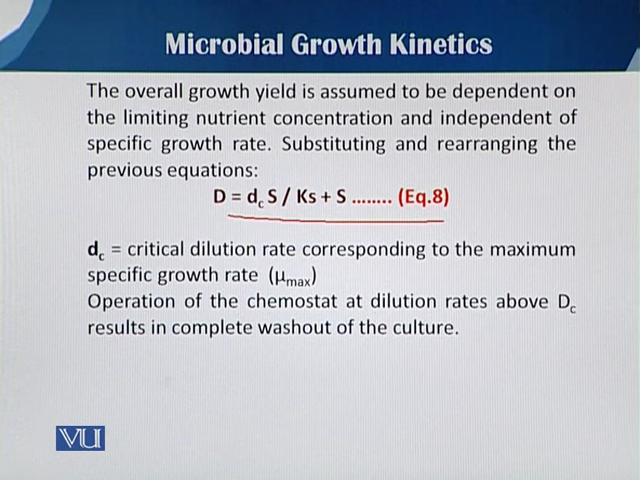 Microbial Growth Kinetics
The overall growth yield is assumed to be dependent on
the limiting nutrient concentration and independent of
specific growth rate. Substituting and rearranging the
previous equations:
D = dc S / Ks + S ........ (Eq.8)
dc = critical dilution rate corresponding to the maximum
specific growth rate (μmax)
Operation of the chemostat at dilution rates above Dc
results in complete washout of the culture.
VU